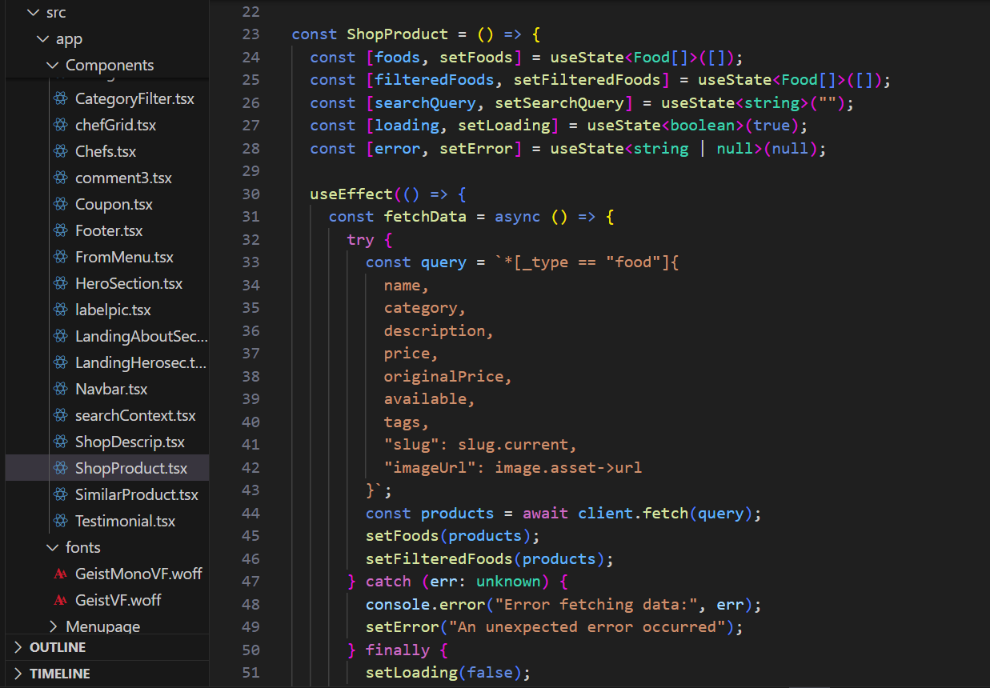 src
app
Components
CategoryFilter.tsx
chefGrid.tsx
Chefs.tsx
comment3.tsx
Coupon.tsx
Footer.tsx
FromMenu.tsx
HeroSection.tsx
labelpic.tsx
LandingAboutSec...
LandingHerosec.t...
Navbar.tsx
searchContext.tsx
ShopDescrip.tsx
ShopProduct.tsx
SimilarProduct.tsx
Testimonial.tsx
fonts
GeistMonoVF.woff
GeistVF.woff
Menupage
OUTLINE
TIMELINE
22
23 const ShopProduct = () => {
24 const [foods, setFoods] = useState<Food[]>([]);
25 const [filteredFoods, setFilteredFoods] = useState<Food[]>([]);
26 const [searchQuery, setSearchQuery] = useState<string>("");
27 const [loading, setLoading] = useState<boolean>(true);
28 const [error, setError] = useState<string | null>(null);
29
30 useEffect(() => {
31 const fetchData = async () => {
32 try {
33 const query = `*[_type == "food"]{
34 name,
35 category,
36 description,
37 price,
38 originalPrice,
39 available,
40 tags,
41 "slug": slug.current,
42 "imageUrl": image.asset->url
43 }`;
44 const products = await client.fetch(query);
45 setFoods(products);
46 setFilteredFoods(products);
47 } catch (err: unknown) {
48 console.error("Error fetching data:", err);
49 setError("An unexpected error occurred");
50 } finally {
51 setLoading(false);